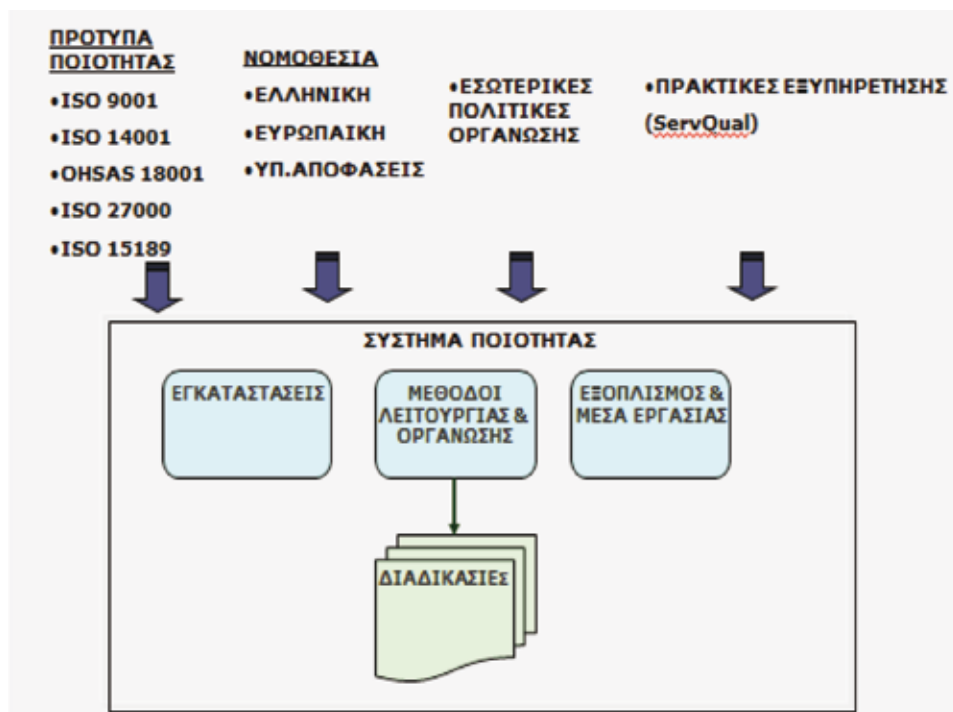 ΠΡΟΤΥΠΑ
ΠΟΙΟΤΗΤΑΣ
•ISO 9001
•ISO 14001
•OHSAS 18001
•ISO 27000
•ISO 15189
ΝΟΜΟΘΕΣΙΑ
•ΕΛΛΗΝΙΚΗ
•ΕΥΡΩΠΑΙΚΗ
•ΥΠ.ΑΠΟΦΑΣΕΙΣ
•ΕΣΩΤΕΡΙΚΕΣ
ΠΟΛΙΤΙΚΕΣ
ΟΡΓΑΝΩΣΗΣ
•ΠΡΑΚΤΙΚΕΣ ΕΞΥΠΗΡΕΤΗΣΗΣ
(ServQual)
ΣΥΣΤΗΜΑ ΠΟΙΟΤΗΤΑΣ
ΕΓΚΑΤΑΣΤΑΣΕΙΣ
ΜΕΘΟΔΟΙ
ΛΕΙΤΟΥΡΓΙΑΣ &
ΟΡΓΑΝΩΣΗΣ
ΕΞΟΠΛΙΣΜΟΣ &
ΜΕΣΑ ΕΡΓΑΣΙΑΣ
ΔΙΑΔΙΚΑΣΙΕς